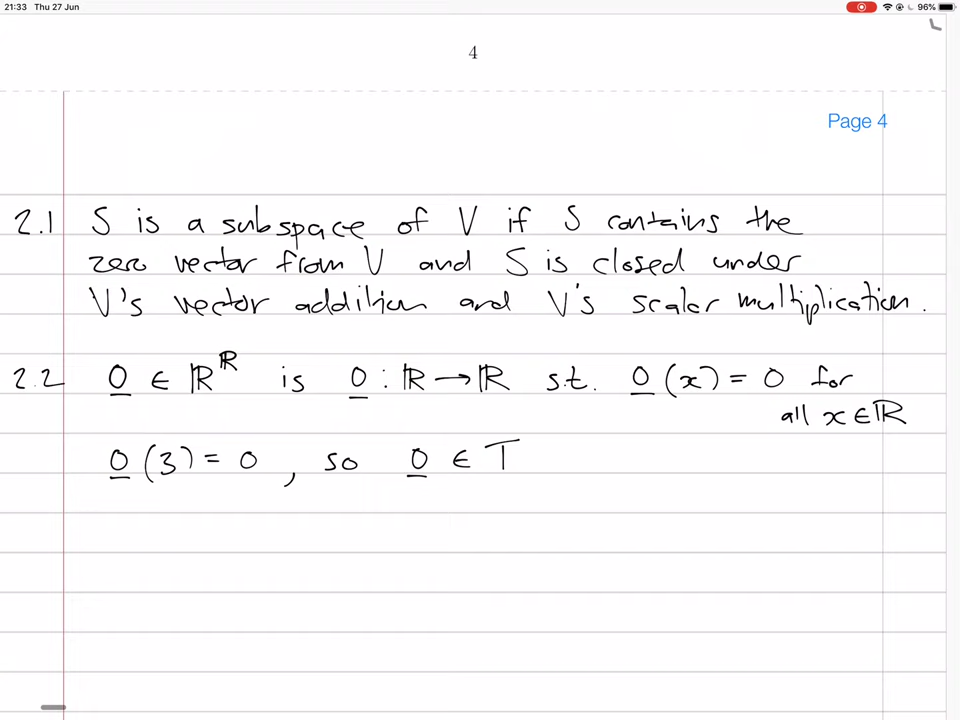 21:33 Thu 27 Jun 96%
4
Page 4
2.1 S is a subspace of V if S contains the
zero vector from V and S is closed under
V's vector addition and V's scalar multiplication.
2.2 0̲ ∈ ℝ^ℝ is 0̲ : ℝ → ℝ s.t. 0̲(x) = 0 for
all x ∈ ℝ
0̲(3) = 0, so 0̲ ∈ T